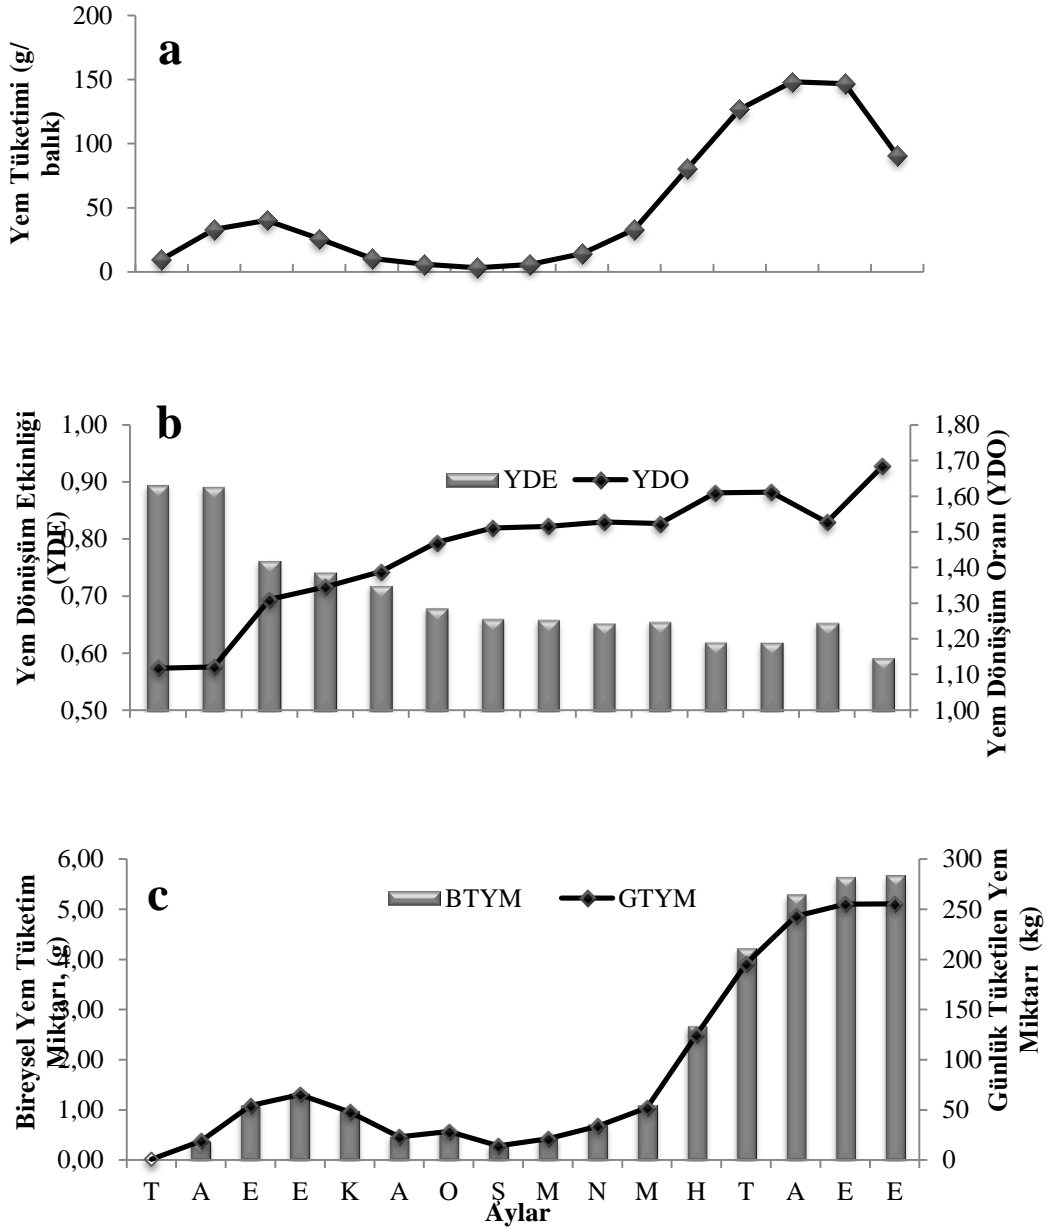 a
Yem Tüketimi (g/
balık)
200
150
100
50
0
b
Yem Dönüşüm Etkinliği
(YDE)
1,00
0,90
0,80
0,70
0,60
0,50
YDE
YDO
1,80
1,70
1,60
1,50
1,40
1,30
1,20
1,10
1,00
Yem Dönüşüm Oranı (YDO)
c
Bireysel Yem Tüketim
Miktarı, (g)
6,00
5,00
4,00
3,00
2,00
1,00
0,00
BTYM
GTYM
300
250
200
150
100
50
0
Günlük Tüketilen Yem
Miktarı (kg)
T A E E K A O Ş M N M H T A E E
Aylar